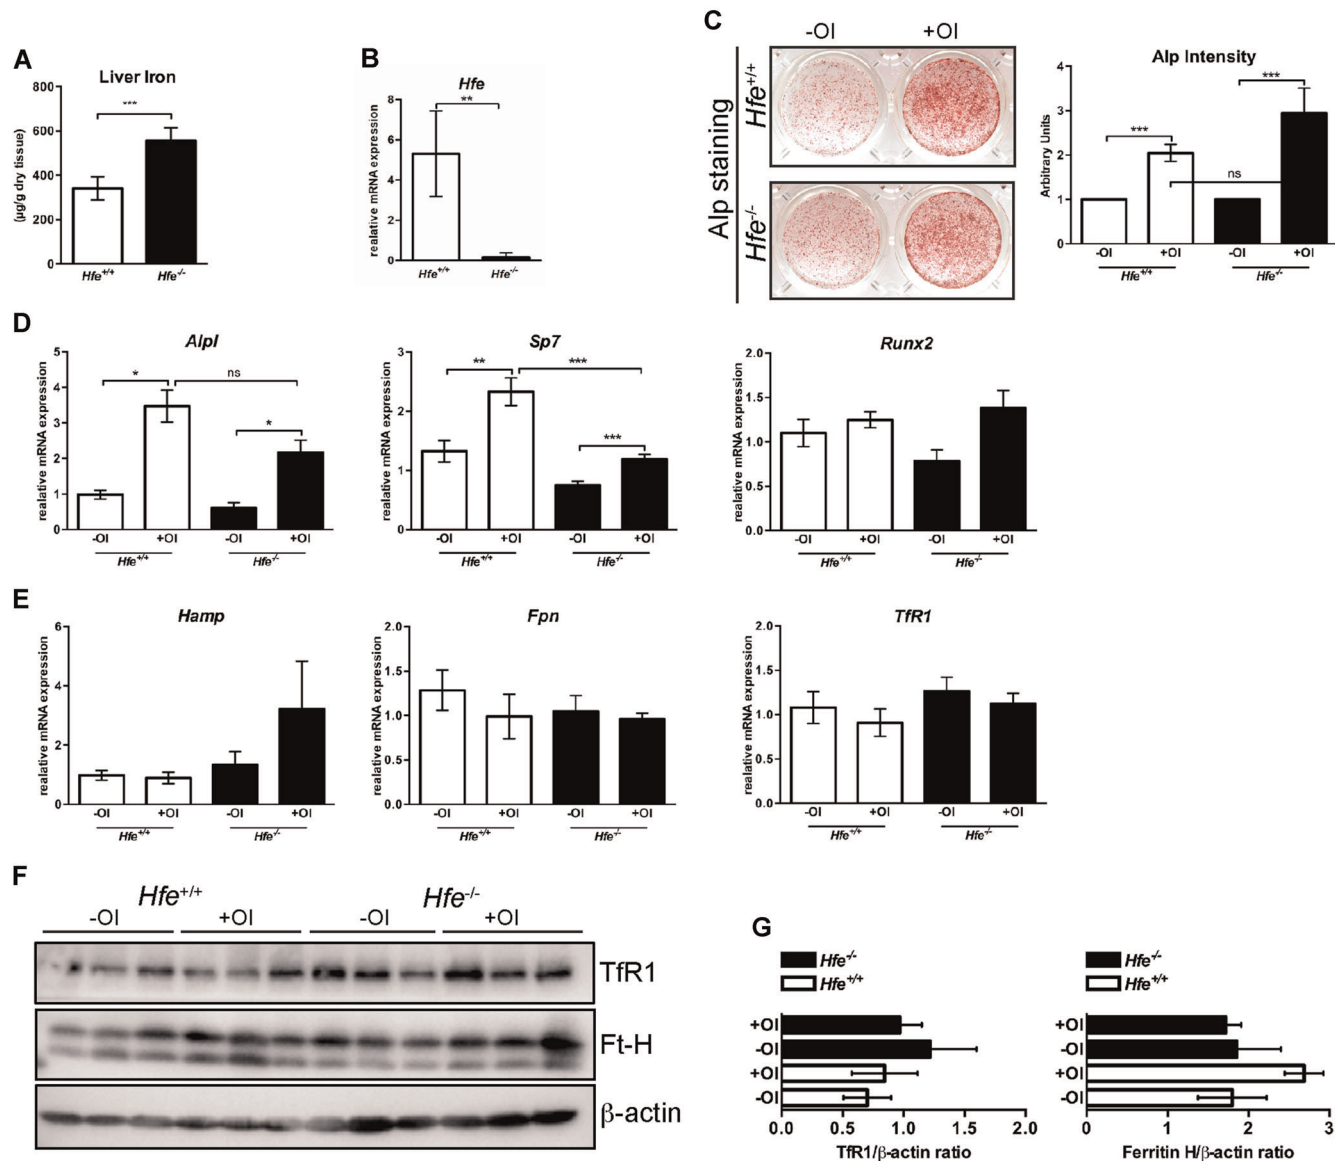 A
Liver Iron
(µg/g dry tissue)
800
600
400
200
0
***
Hfe+/+
Hfe-/-
B
Hfe
realative mRNA expression
8
6
4
2
0
**
Hfe+/+
Hfe-/-
C
-OI
+OI
Alp staining
Hfe+/+
Hfe-/-
Alp Intensity
Arbitrary Units
4
3
2
1
0
***
***
ns
-OI
+OI
-OI
+OI
Hfe+/+
Hfe-/-
D
Alpl
realative mRNA expression
5
4
3
2
1
0
*
ns
*
-OI
+OI
-OI
+OI
Hfe+/+
Hfe-/-
Sp7
realative mRNA expression
3
2
1
0
**
***
***
-OI
+OI
-OI
+OI
Hfe+/+
Hfe-/-
Runx2
realative mRNA expression
2.0
1.5
1.0
0.5
0.0
-OI
+OI
-OI
+OI
Hfe+/+
Hfe-/-
E
Hamp
realative mRNA expression
6
4
2
0
-OI
+OI
-OI
+OI
Hfe+/+
Hfe-/-
Fpn
realative mRNA expression
2.0
1.5
1.0
0.5
0.0
-OI
+OI
-OI
+OI
Hfe+/+
Hfe-/-
TfR1
realative mRNA expression
2.0
1.5
1.0
0.5
0.0
-OI
+OI
-OI
+OI
Hfe+/+
Hfe-/-
F
Hfe+/+
Hfe-/-
-OI
+OI
-OI
+OI
TfR1
Ft-H
β-actin
G
Hfe-/-
Hfe+/+
+OI
-OI
+OI
-OI
0.0
0.5
1.0
1.5
2.0
TfR1/β-actin ratio
Hfe-/-
Hfe+/+
+OI
-OI
+OI
-OI
0
1
2
3
Ferritin H/β-actin ratio